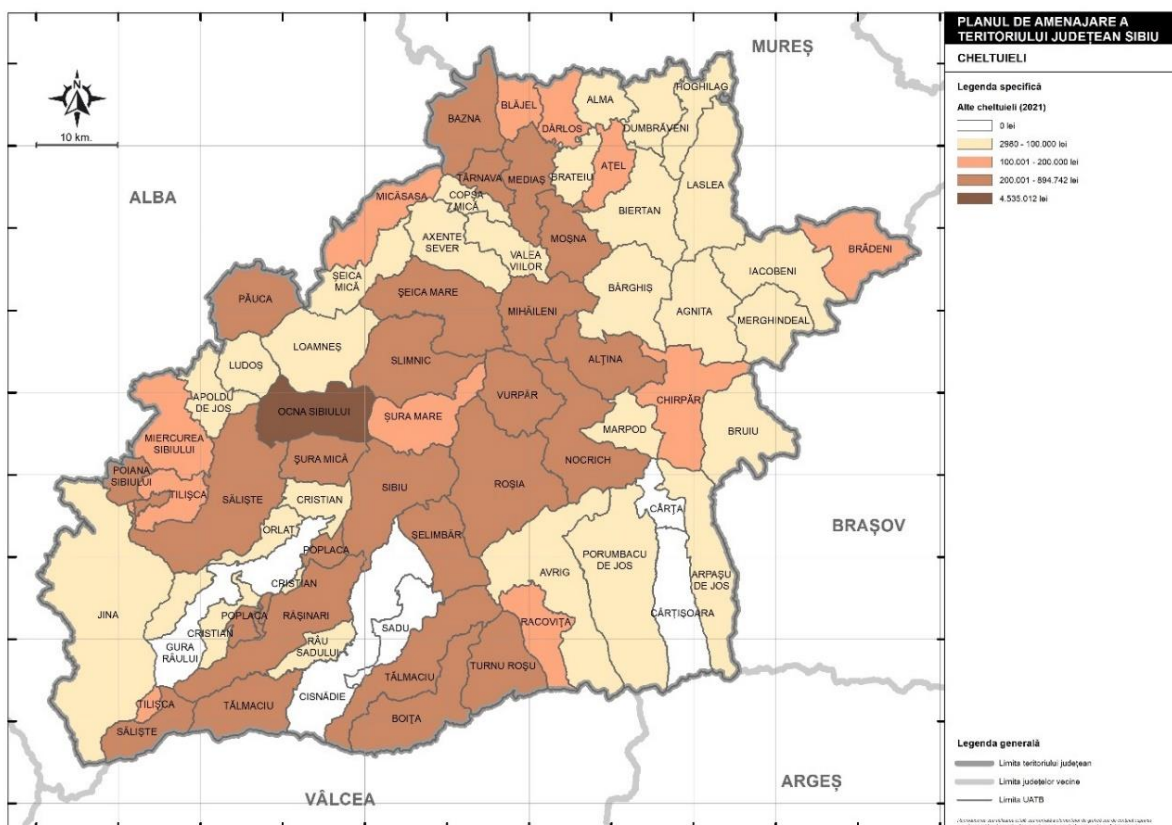 PLANUL DE AMENAJARE A
TERITORIULUI JUDEȚEAN SIBIU
CHELTUIELI
Legenda specifică
Alte cheltuieli (2021)
0 lei
2980 - 100.000 lei
100.001 - 200.000 lei
200.001 - 894.742 lei
4.535.012 lei
10 km.
MUREȘ
ALBA
BRAȘOV
ARGEȘ
VÂLCEA
HOGHILAG
BLĂJEL
ALMA
BAZNA
DÂRLOS
DUMBRĂVENI
AȚEL
TÂRNAVA
MEDIAȘ
BRATEIU
LASLEA
MICĂSASA
COPȘA
MICĂ
BIERTAN
AXENTE
SEVER
MOȘNA
BRĂDENI
VALEA
VIILOR
IACOBENI
ȘEICA
MICĂ
BÂRGHIȘ
PĂUCA
ȘEICA MARE
MIHĂILENI
AGNITA
MERGHINDEAL
LOAMNEȘ
SLIMNIC
ALȚINA
LUDOȘ
VURPĂR
APOLDU
DE JOS
CHIRPĂR
OCNA SIBIULUI
ȘURA MARE
MARPOD
BRUIU
MIERCUREA
SIBIULUI
ȘURA MICĂ
NOCRICH
POIANA
SIBIULUI
SIBIU
ROȘIA
TILIȘCA
SĂLIȘTE
CRISTIAN
CÂRȚA
ORLAT
ȘELIMBĂR
POPLACA
PORUMBACU
DE JOS
AVRIG
ARPAȘU
DE JOS
CRISTIAN
JINA
POPLACA
RĂȘINARI
CÂRȚIȘOARA
RACOVIȚA
SADU
CRISTIAN
RÂU
SADULUI
GURA
RÂULUI
TURNU ROȘU
TĂLMACIU
CISNĂDIE
TILIȘCA
TĂLMACIU
BOIȚA
SĂLIȘTE
Legenda generală
Limita teritoriului județean
Limita județelor vecine
Limita UATB